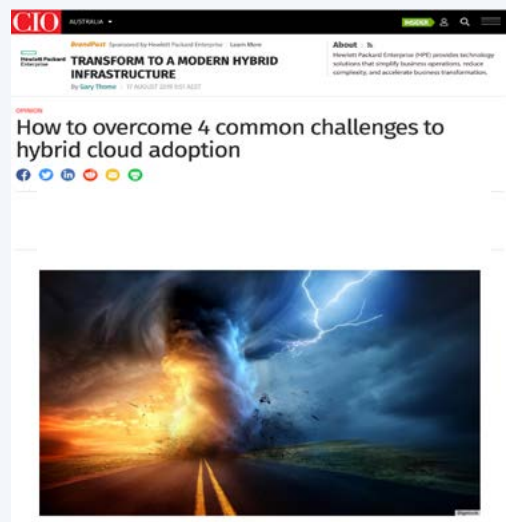 CIO
AUSTRALIA
INSIDER
BrandPost Sponsored by Hewlett Packard Enterprise Learn More
Hewlett Packard
Enterprise
TRANSFORM TO A MODERN HYBRID
INFRASTRUCTURE
By Gary Thome
About
Hewlett Packard Enterprise (HPE) provides technology
solutions that simplify business operations, reduce
complexity, and accelerate business transformation.
OPINION
How to overcome 4 common challenges to
hybrid cloud adoption